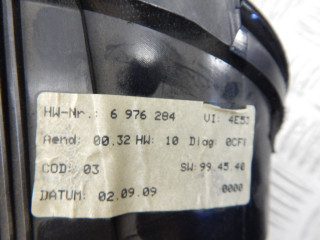 HW-Nr.: 6 976 284 VI: 4E53
Aend: 00.32 HW: 10 Diag: 0CFY
COD: 03 SW: 99.45.40
DATUM: 02.09.09 0000